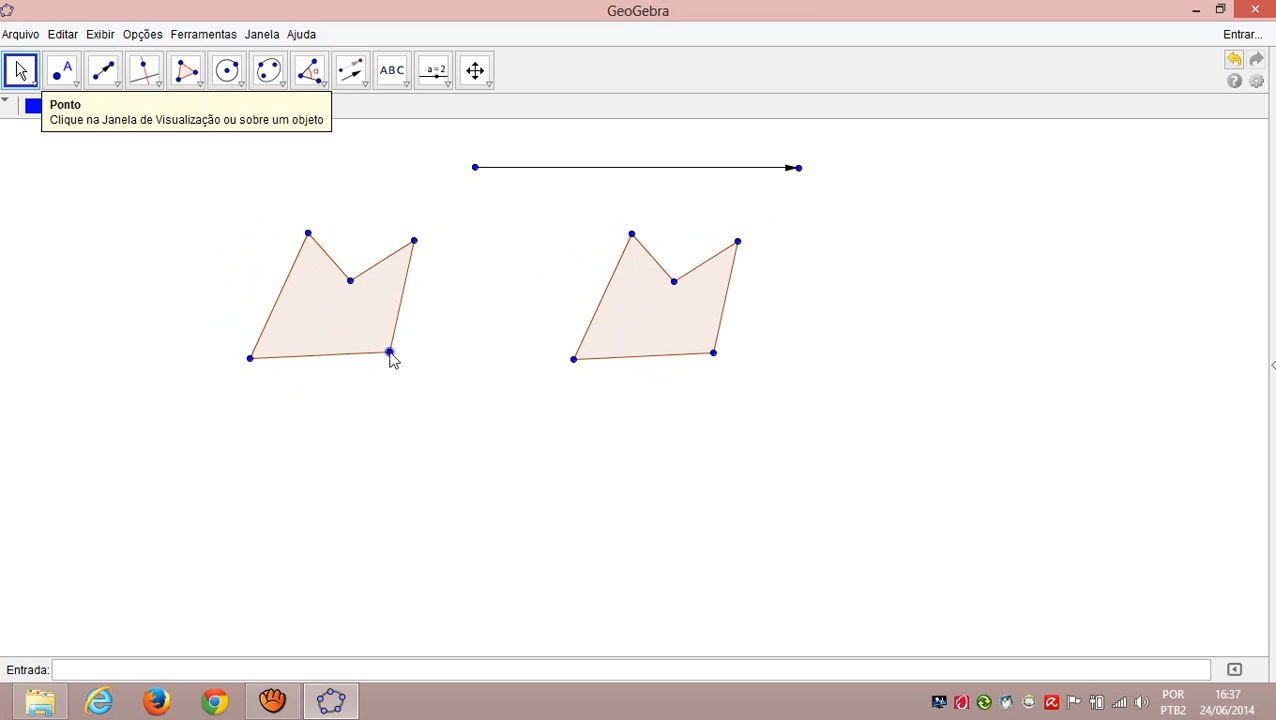 GeoGebra
Arquivo Editar Exibir Opções Ferramentas Janela Ajuda Entrar...
A α ABC a=2
Ponto
Clique na Janela de Visualização ou sobre um objeto
Entrada:
POR 16:37
PTB2 24/06/2014